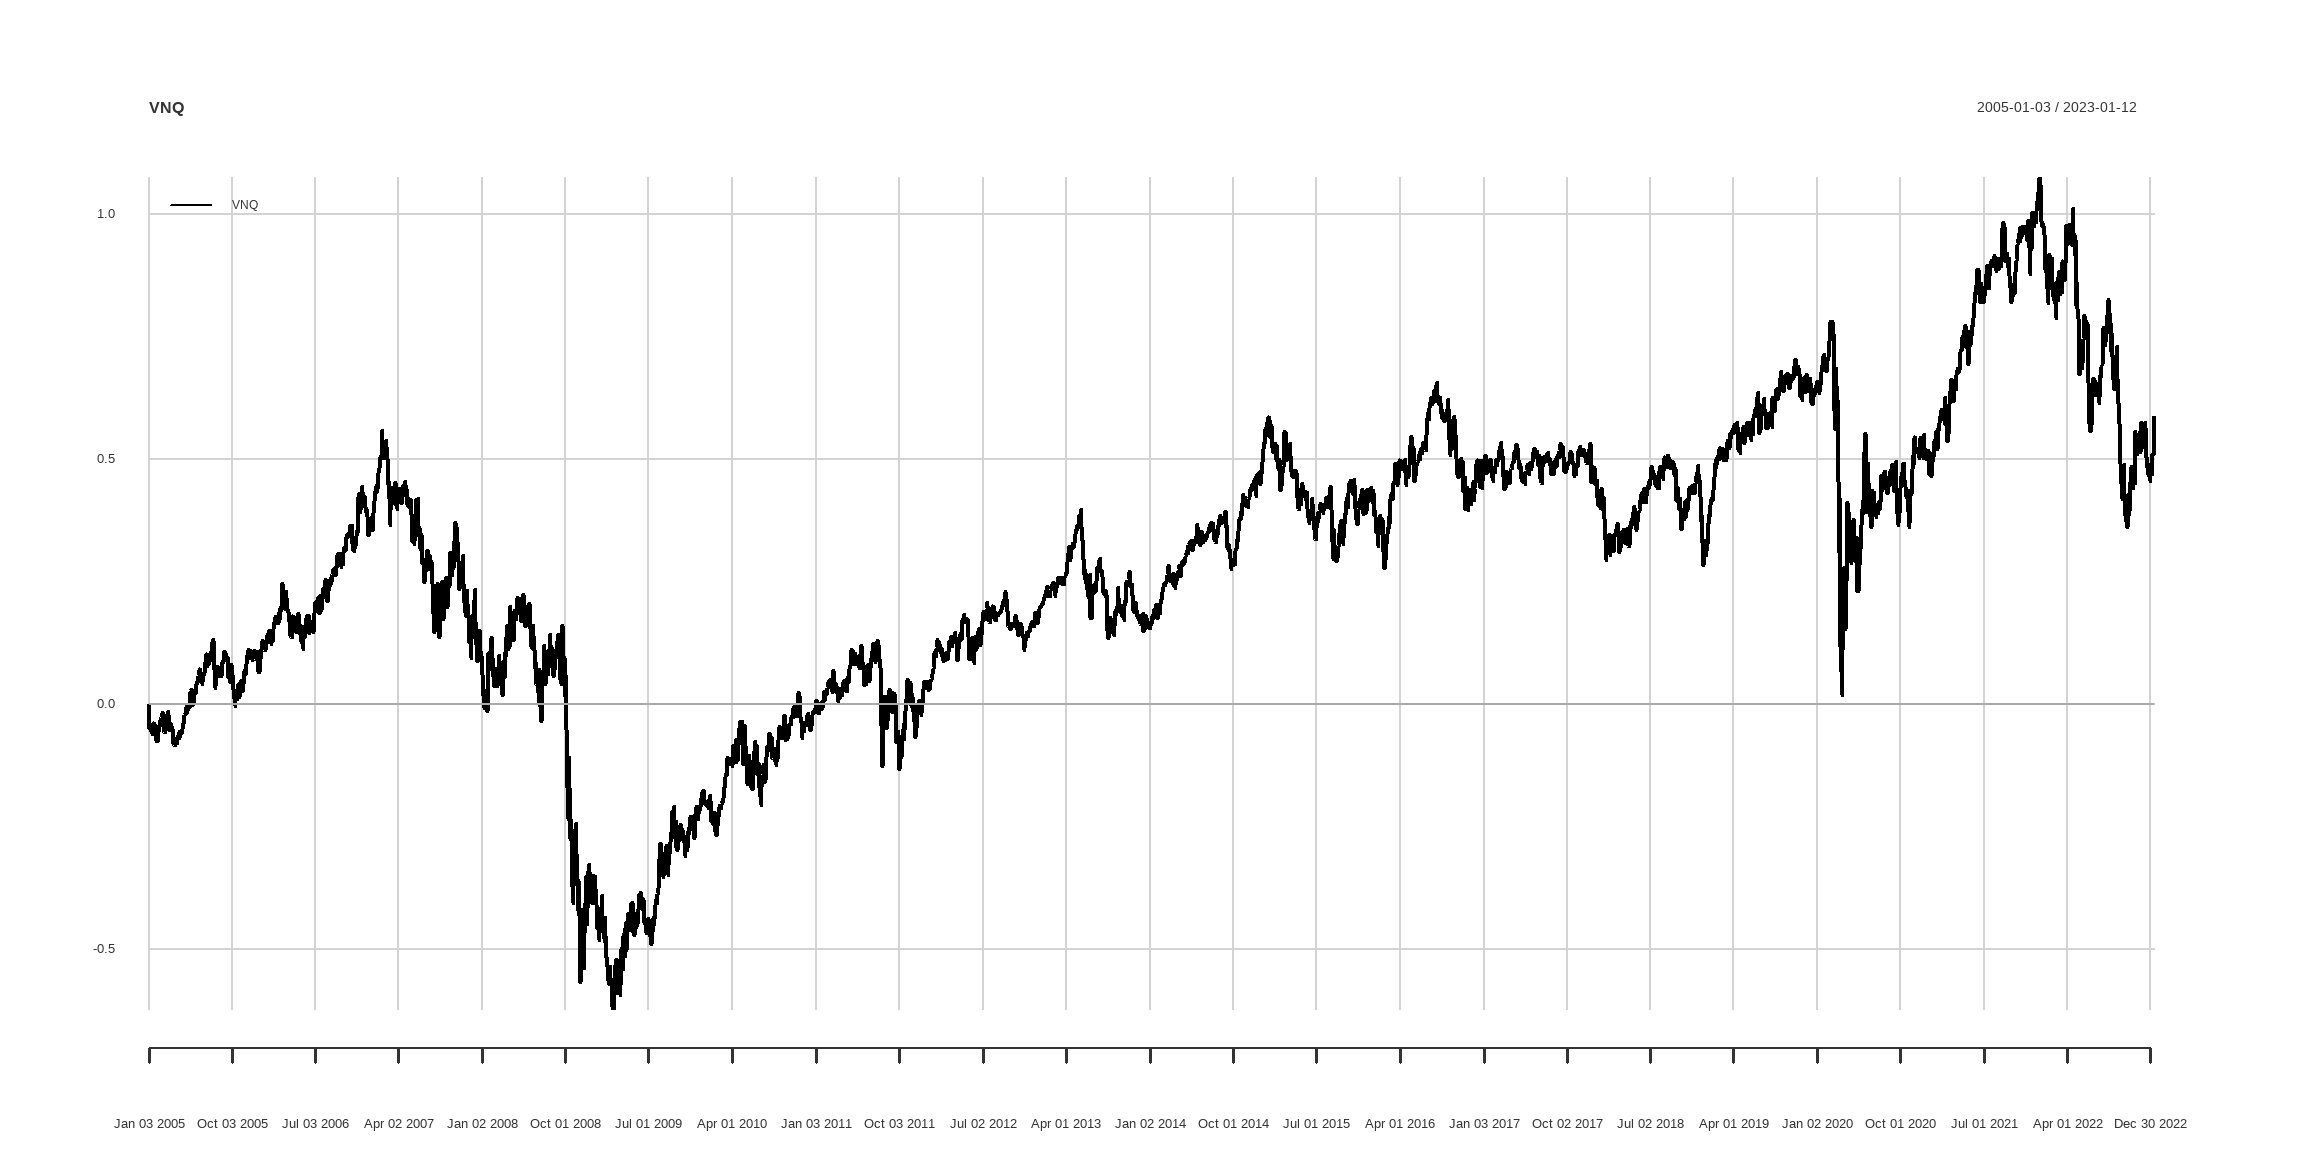 VNQ 2005-01-03 / 2023-01-12
VNQ
1.0
0.5
0.0
-0.5
Jan 03 2005 Oct 03 2005 Jul 03 2006 Apr 02 2007 Jan 02 2008 Oct 01 2008 Jul 01 2009 Apr 01 2010 Jan 03 2011 Oct 03 2011 Jul 02 2012 Apr 01 2013 Jan 02 2014 Oct 01 2014 Jul 01 2015 Apr 01 2016 Jan 03 2017 Oct 02 2017 Jul 02 2018 Apr 01 2019 Jan 02 2020 Oct 01 2020 Jul 01 2021 Apr 01 2022 Dec 30 2022